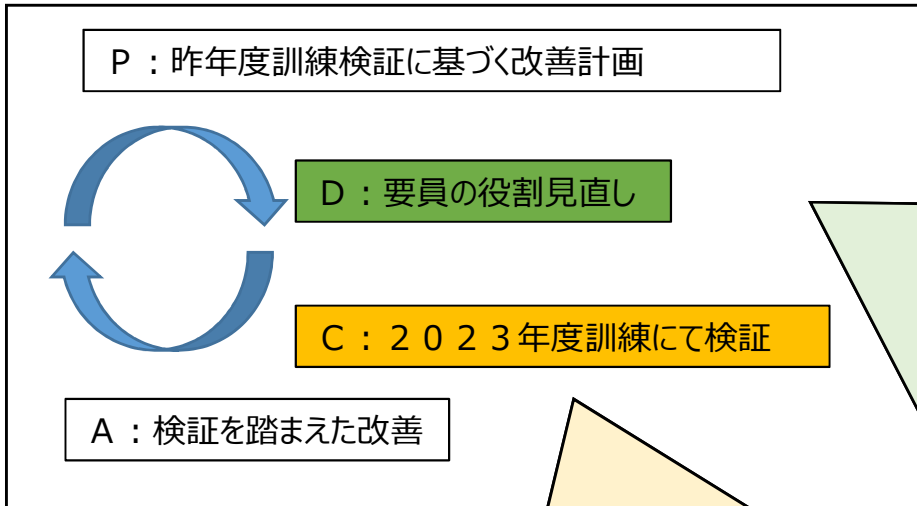 P：昨年度訓練検証に基づく改善計画
D：要員の役割見直し
C：２０２３年度訓練にて検証
A：検証を踏まえた改善